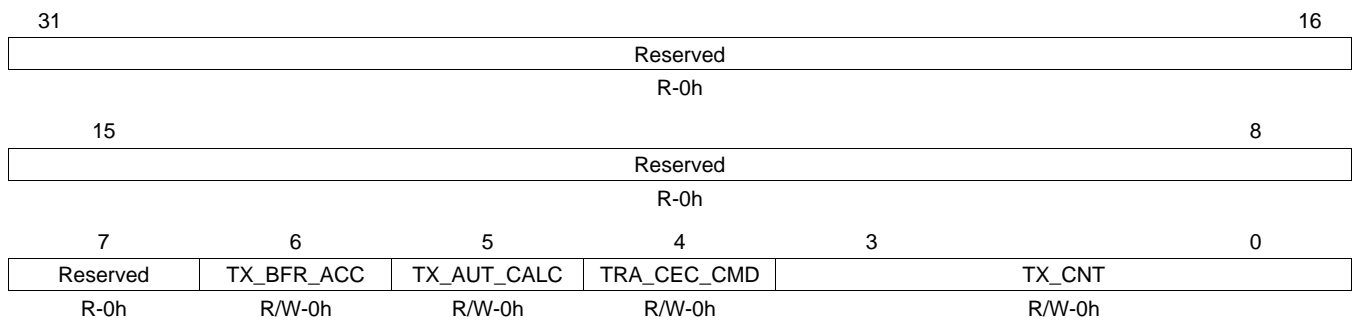 31 16
Reserved
R-0h
15 8
Reserved
R-0h
7 6 5 4 3 0
Reserved TX_BFR_ACC TX_AUT_CALC TRA_CEC_CMD TX_CNT
R-0h R/W-0h R/W-0h R/W-0h R/W-0h